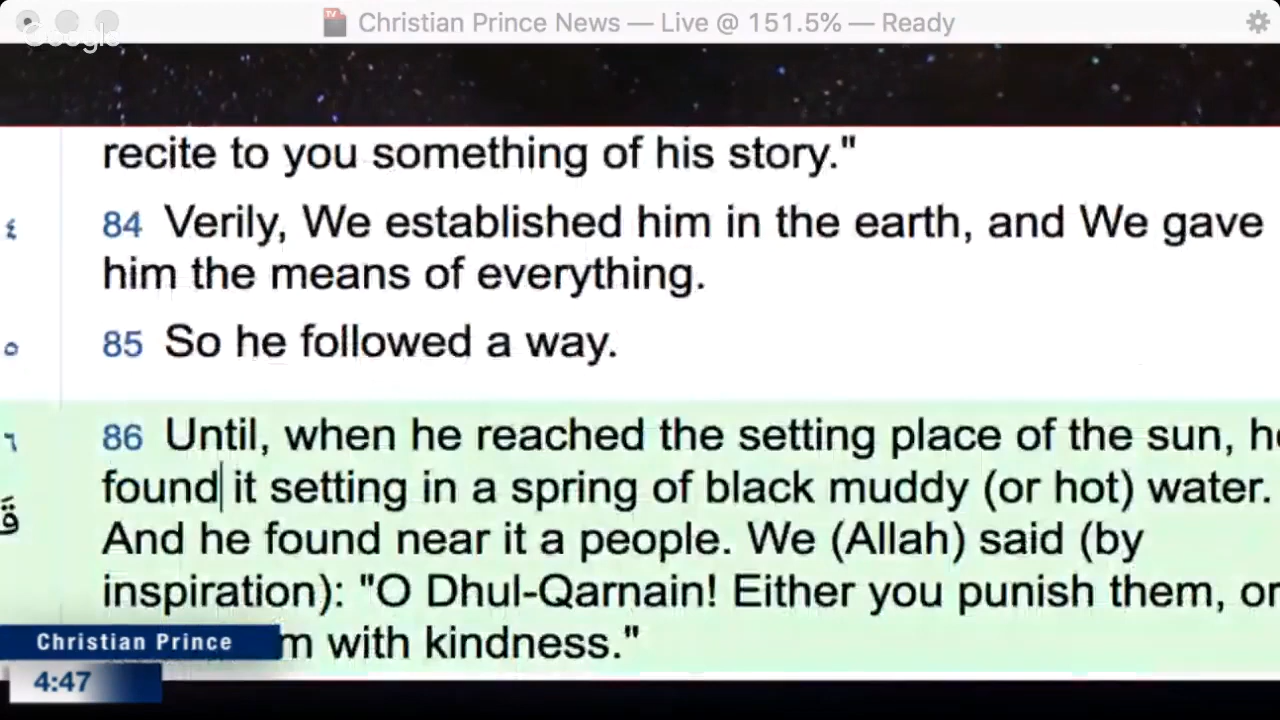 Christian Prince News — Live @ 151.5% — Ready
Google
recite to you something of his story."
٤
84 Verily, We established him in the earth, and We gave
him the means of everything.
٥
85 So he followed a way.
٦
86 Until, when he reached the setting place of the sun, he
found it setting in a spring of black muddy (or hot) water.
And he found near it a people. We (Allah) said (by
inspiration): "O Dhul-Qarnain! Either you punish them, or
m with kindness."
Christian Prince
4:47